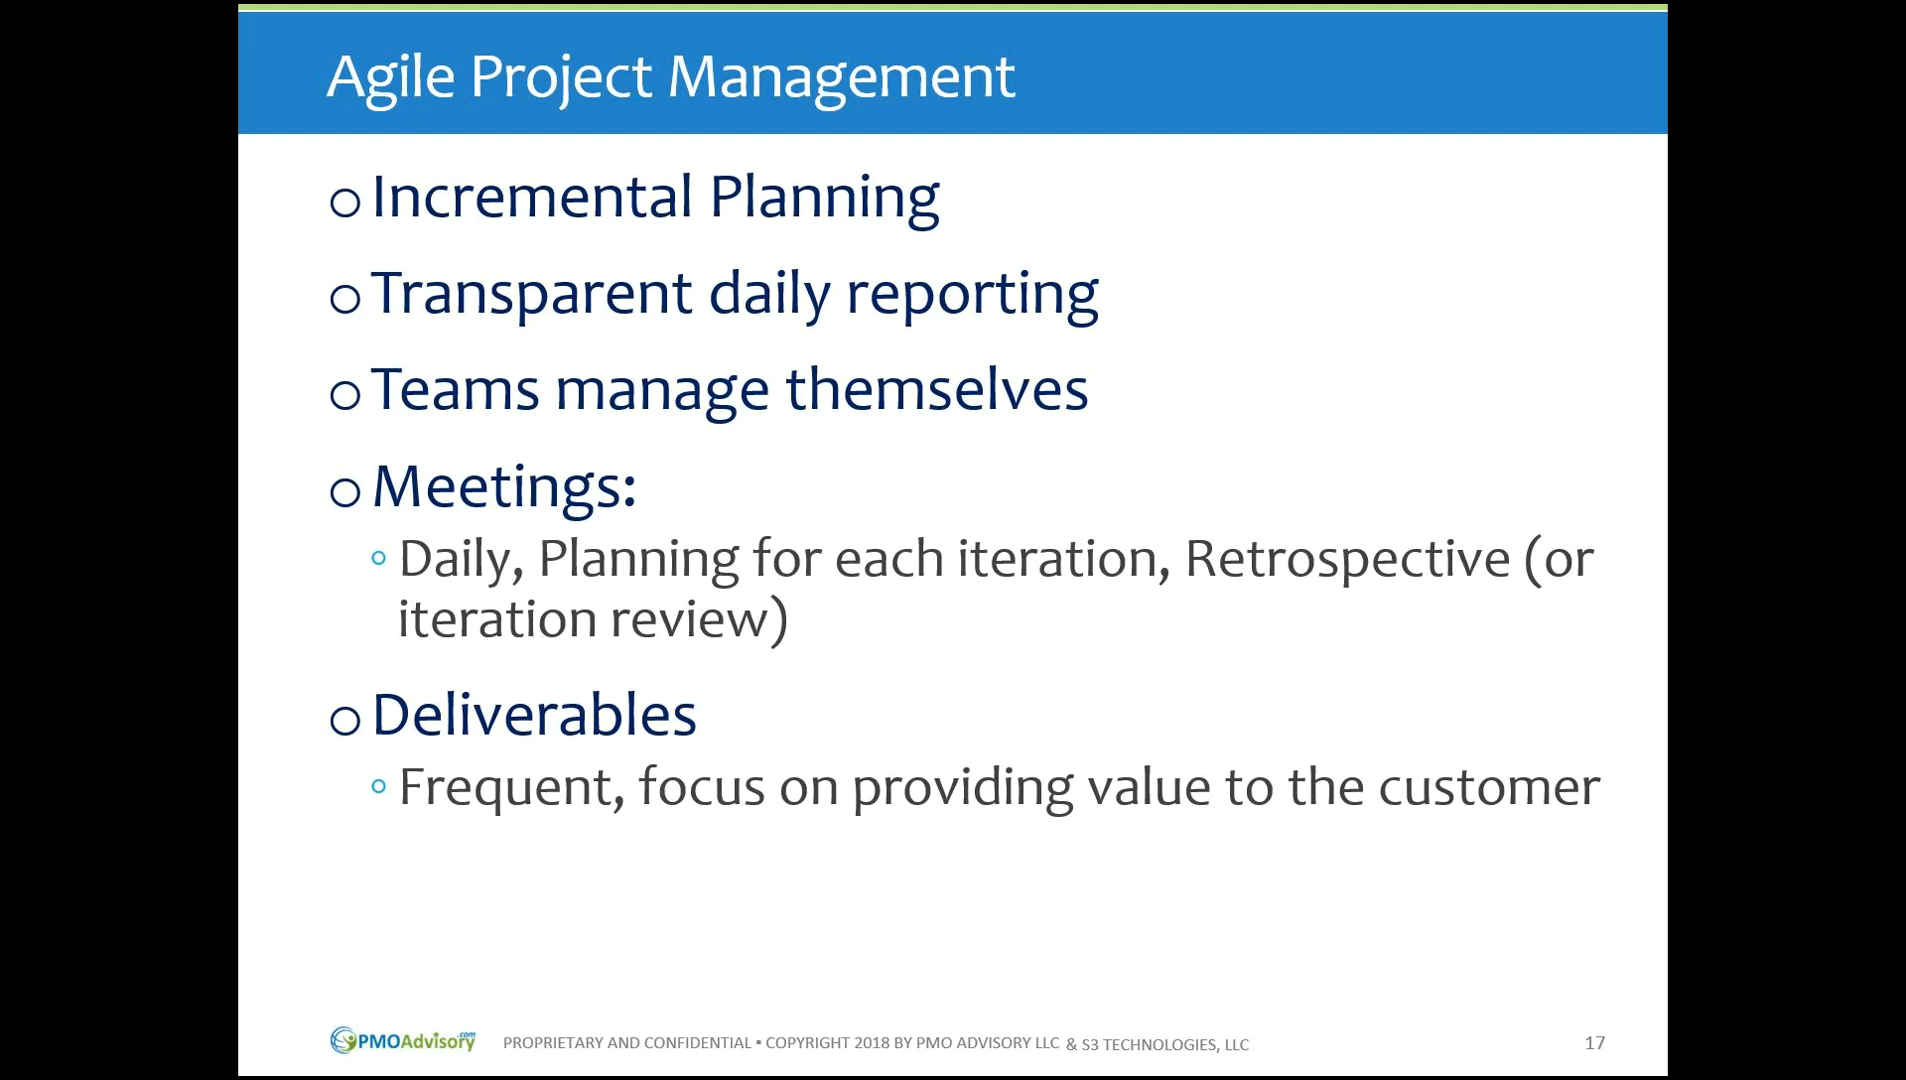 Agile Project Management
o Incremental Planning
o Transparent daily reporting
o Teams manage themselves
o Meetings:
◦ Daily, Planning for each iteration, Retrospective (or
iteration review)
o Deliverables
◦ Frequent, focus on providing value to the customer
PMOAdvisory.com PROPRIETARY AND CONFIDENTIAL ▪ COPYRIGHT 2018 BY PMO ADVISORY LLC & S3 TECHNOLOGIES, LLC 17